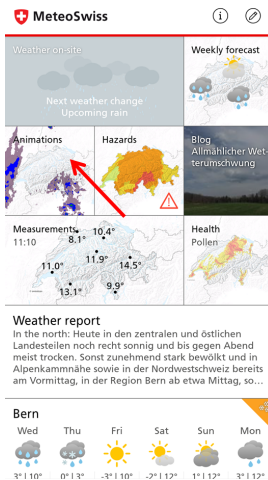 MeteoSwiss
Weather on-site
Next weather change
Upcoming rain
Weekly forecast
Animations
Hazards
Blog
Allmählicher Wet-
terumschwung
Measurements
11:10
8.1°
10.4°
11.0°
11.9°
14.5°
13.1°
9.9°
Health
Pollen
Weather report
In the north: Heute in den zentralen und östlichen
Landesteilen noch recht sonnig und bis gegen Abend
meist trocken. Sonst zunehmend stark bewölkt und in
Alpenkammnähe sowie in der Nordwestschweiz bereits
am Vormittag, in der Region Bern ab etwa Mittag, so...
Bern
Wed Thu Fri Sat Sun Mon
3° | 10° 0° | 3° -3° | 10° -2° | 12° 1° | 12° 3° | 12°